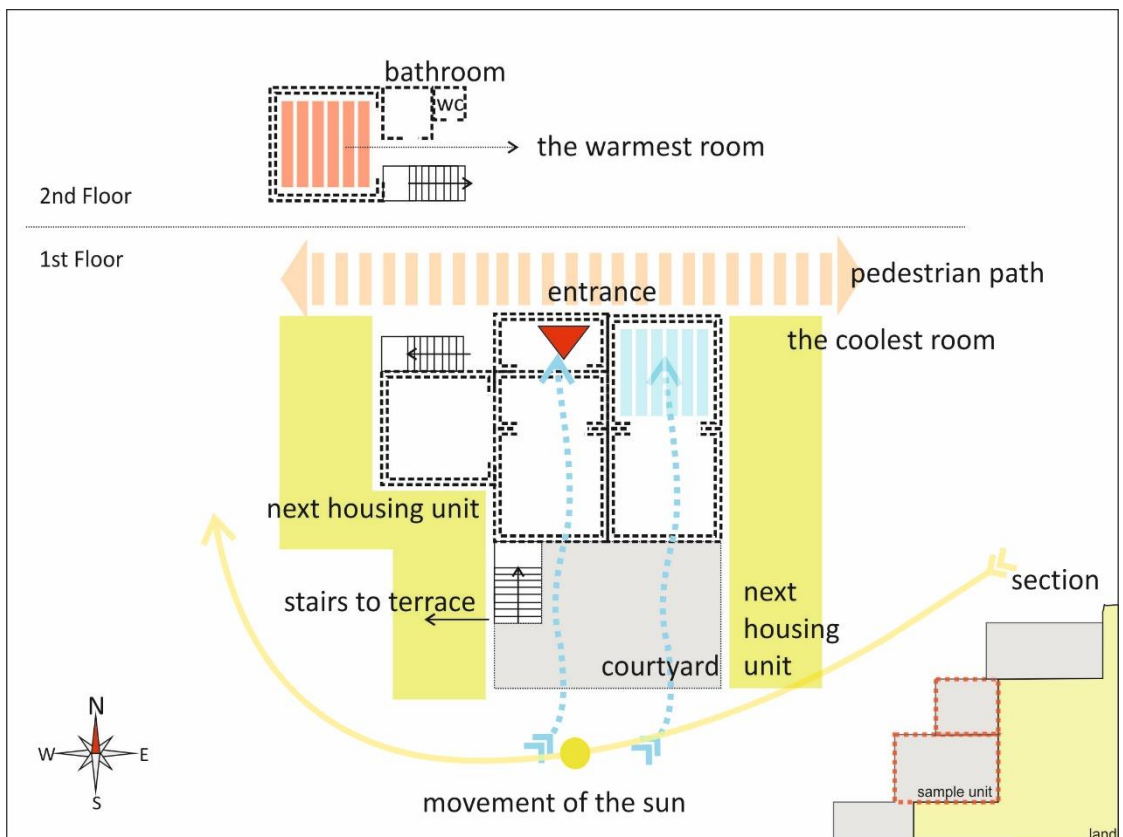 bathroom
wc
the warmest room
2nd Floor
1st Floor
pedestrian path
entrance
the coolest room
next housing unit
section
stairs to terrace
next
housing
unit
courtyard
N
W
E
S
sample unit
movement of the sun
land